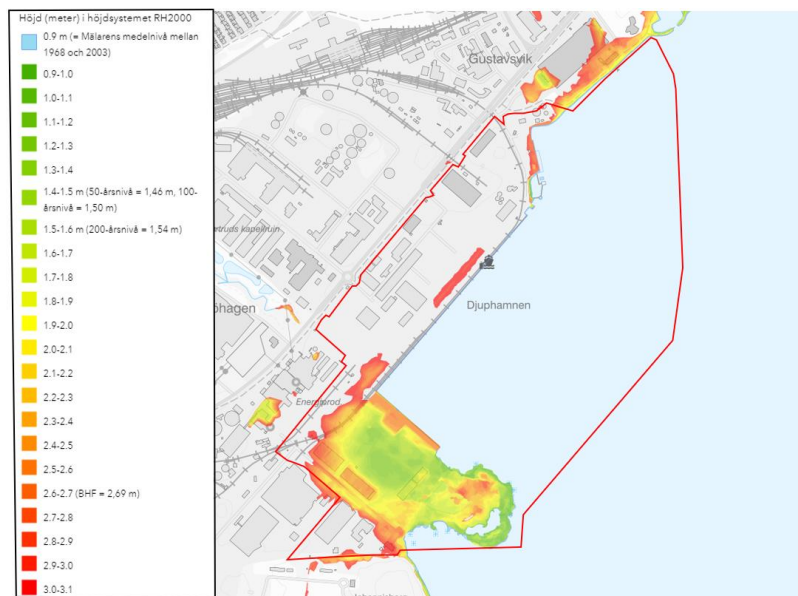 Höjd (meter) i höjdsystemet RH2000
0.9 m (= Mälarens medelnivå mellan
1968 och 2003)
0.9-1.0
1.0-1.1
1.1-1.2
1.2-1.3
1.3-1.4
1.4-1.5 m (50-årsnivå = 1,46 m, 100-
årsnivå = 1,50 m)
1.5-1.6 m (200-årsnivå = 1,54 m)
1.6-1.7
1.7-1.8
1.8-1.9
1.9-2.0
2.0-2.1
2.1-2.2
2.2-2.3
2.3-2.4
2.4-2.5
2.5-2.6
2.6-2.7 (BHF = 2,69 m)
2.7-2.8
2.8-2.9
2.9-3.0
3.0-3.1
Gustavsvik
truds kapellruin
Djuphamnen
öhagen
Energiprod.